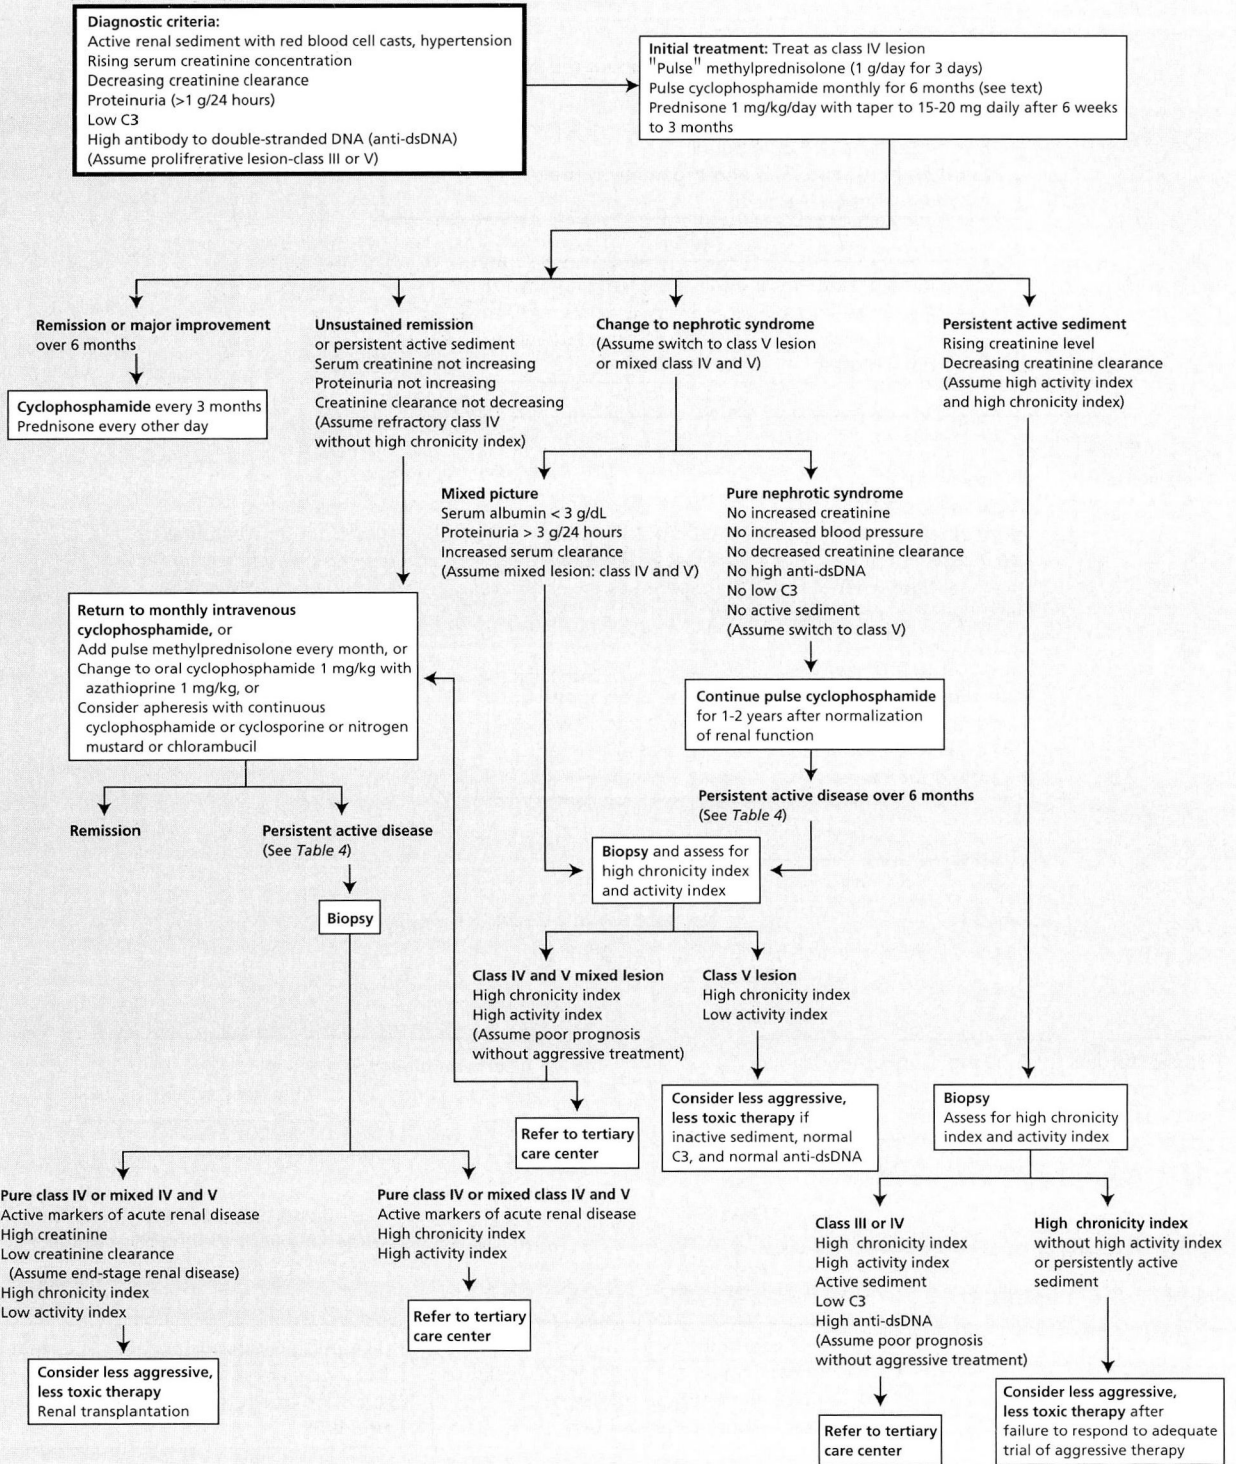 Diagnostic criteria:
Active renal sediment with red blood cell casts, hypertension
Rising serum creatinine concentration
Decreasing creatinine clearance
Proteinuria (>1 g/24 hours)
Low C3
High antibody to double-stranded DNA (anti-dsDNA)
(Assume prolifrerative lesion-class III or V)
Initial treatment: Treat as class IV lesion
"Pulse" methylprednisolone (1 g/day for 3 days)
Pulse cyclophosphamide monthly for 6 months (see text)
Prednisone 1 mg/kg/day with taper to 15-20 mg daily after 6 weeks
to 3 months
Remission or major improvement
over 6 months
Cyclophosphamide every 3 months
Prednisone every other day
Unsustained remission
or persistent active sediment
Serum creatinine not increasing
Proteinuria not increasing
Creatinine clearance not decreasing
(Assume refractory class IV
without high chronicity index)
Change to nephrotic syndrome
(Assume switch to class V lesion
or mixed class IV and V)
Persistent active sediment
Rising creatinine level
Decreasing creatinine clearance
(Assume high activity index
and high chronicity index)
Mixed picture
Serum albumin < 3 g/dL
Proteinuria > 3 g/24 hours
Increased serum clearance
(Assume mixed lesion: class IV and V)
Pure nephrotic syndrome
No increased creatinine
No increased blood pressure
No decreased creatinine clearance
No high anti-dsDNA
No low C3
No active sediment
(Assume switch to class V)
Return to monthly intravenous
cyclophosphamide, or
Add pulse methylprednisolone every month, or
Change to oral cyclophosphamide 1 mg/kg with
azathioprine 1 mg/kg, or
Consider apheresis with continuous
cyclophosphamide or cyclosporine or nitrogen
mustard or chlorambucil
Continue pulse cyclophosphamide
for 1-2 years after normalization
of renal function
Persistent active disease over 6 months
(See Table 4)
Remission
Persistent active disease
(See Table 4)
Biopsy and assess for
high chronicity index
and activity index
Biopsy
Class IV and V mixed lesion
High chronicity index
High activity index
(Assume poor prognosis
without aggressive treatment)
Class V lesion
High chronicity index
Low activity index
Refer to tertiary
care center
Consider less aggressive,
less toxic therapy if
inactive sediment, normal
C3, and normal anti-dsDNA
Biopsy
Assess for high chronicity
index and activity index
Pure class IV or mixed IV and V
Active markers of acute renal disease
High creatinine
Low creatinine clearance
(Assume end-stage renal disease)
High chronicity index
Low activity index
Pure class IV or mixed class IV and V
Active markers of acute renal disease
High chronicity index
High activity index
Refer to tertiary
care center
Class III or IV
High chronicity index
High activity index
Active sediment
Low C3
High anti-dsDNA
(Assume poor prognosis
without aggressive treatment)
High chronicity index
without high activity index
or persistently active
sediment
Consider less aggressive,
less toxic therapy
Renal transplantation
Refer to tertiary
care center
Consider less aggressive,
less toxic therapy after
failure to respond to adequate
trial of aggressive therapy